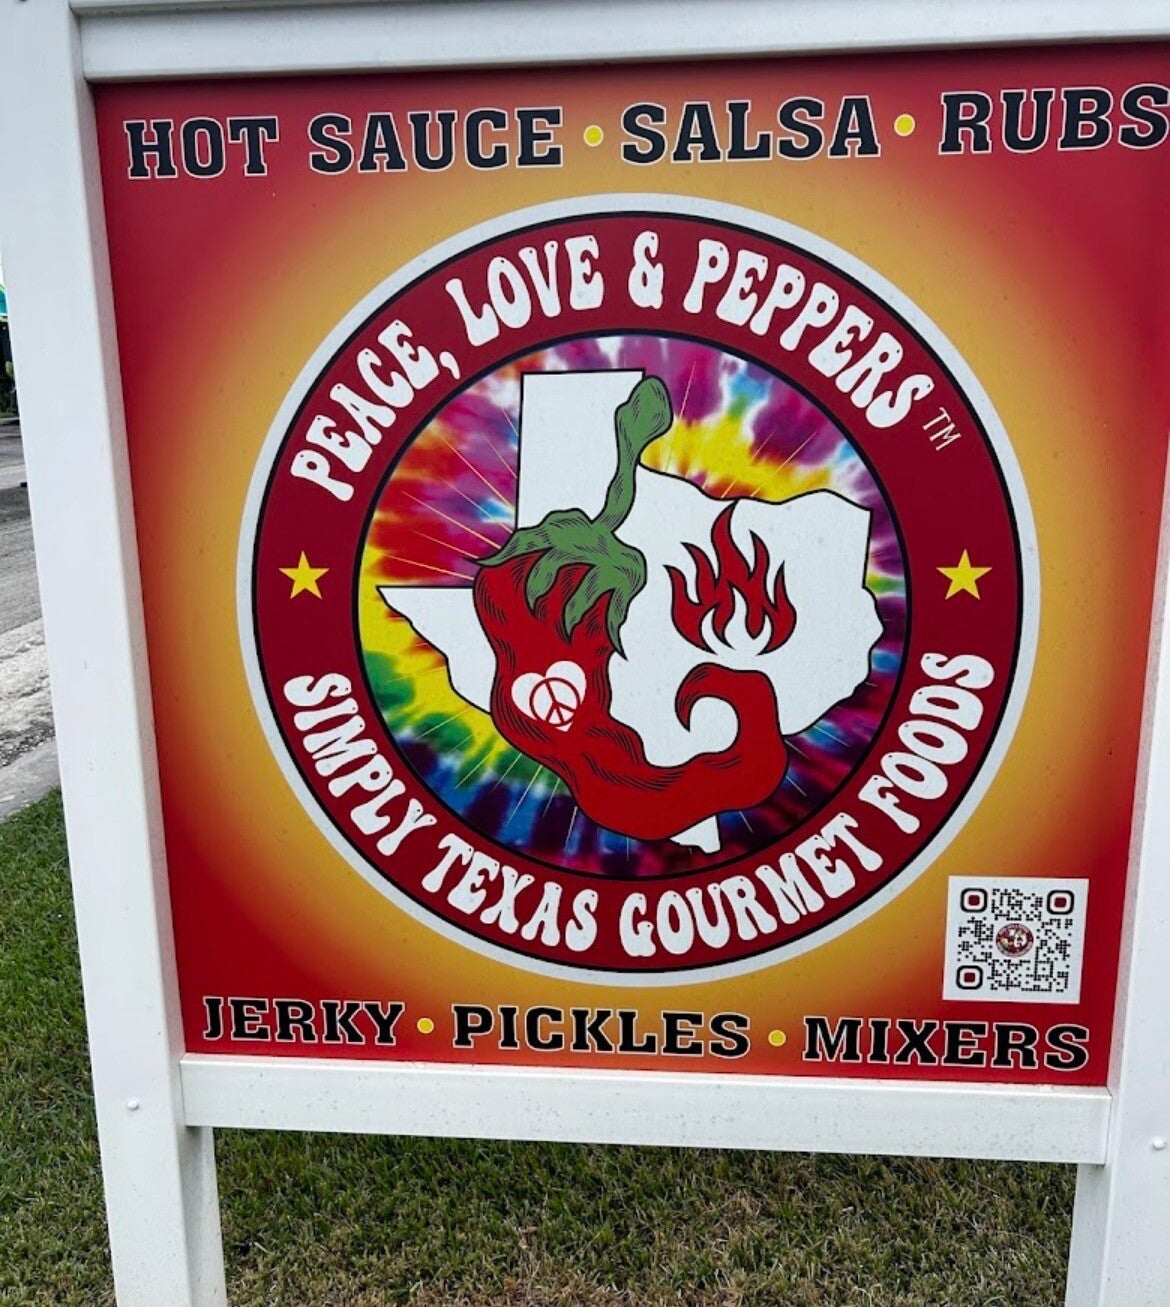 HOT SAUCE • SALSA • RUBS
PEACE, LOVE & PEPPERS™
SIMPLY TEXAS GOURMET FOODS
JERKY • PICKLES • MIXERS